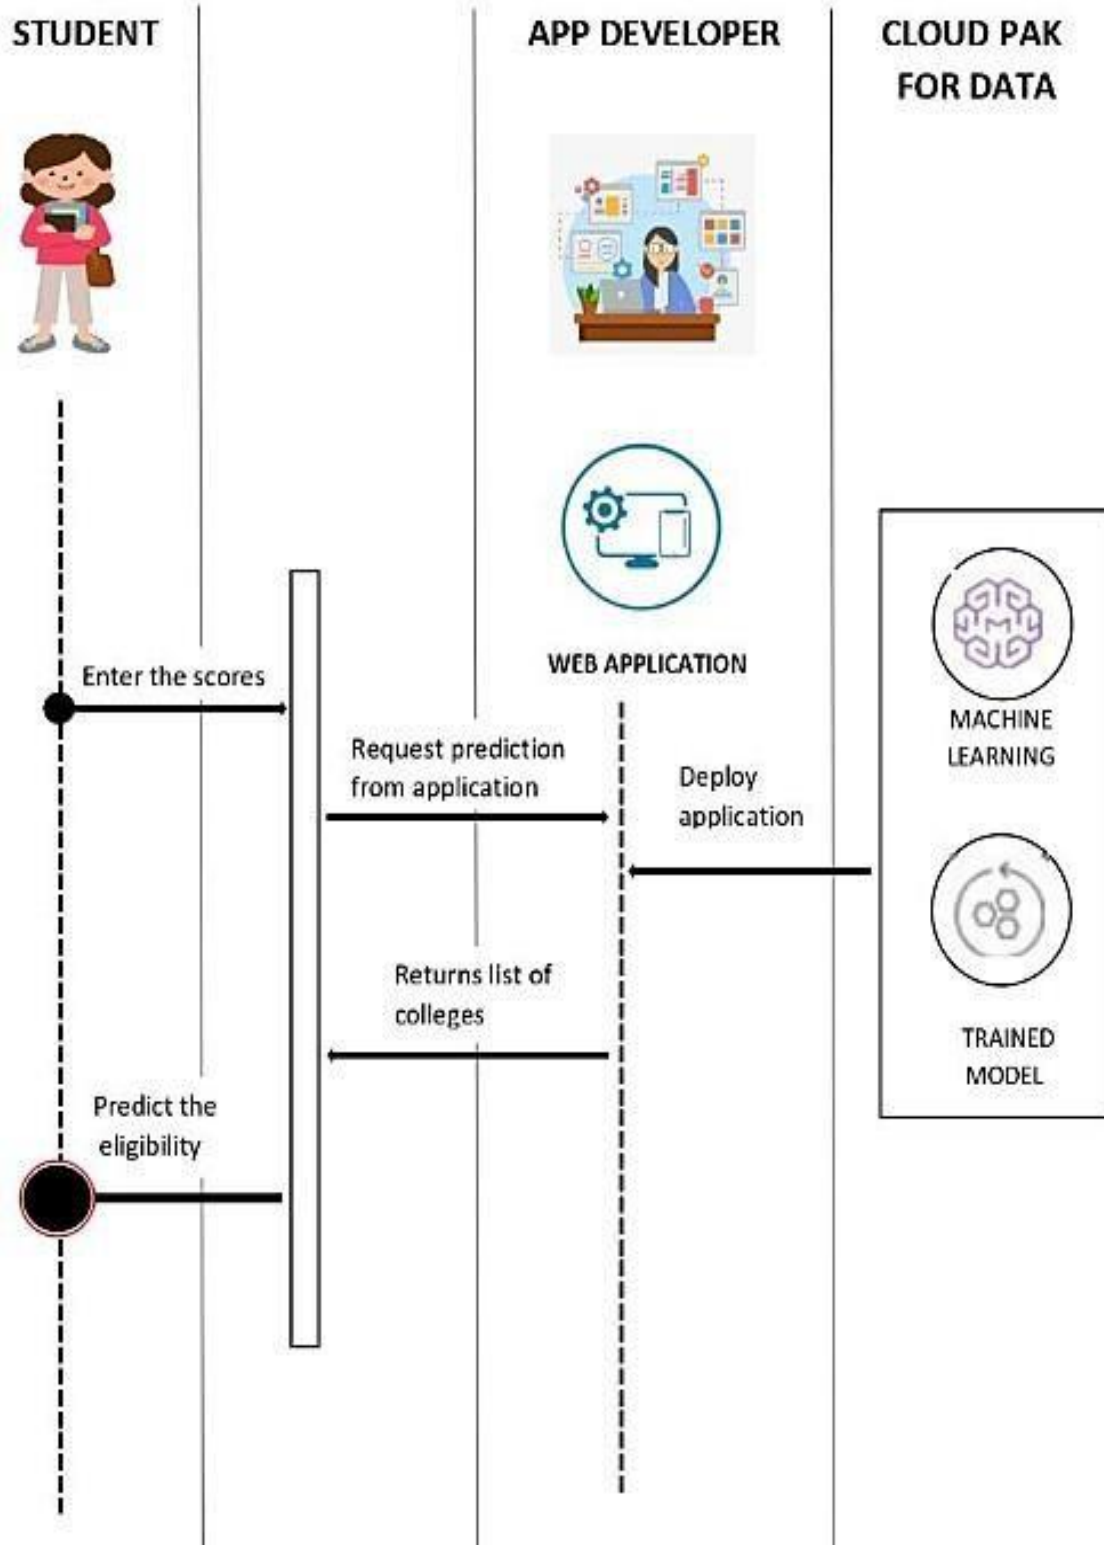 STUDENT
APP DEVELOPER
CLOUD PAK
FOR DATA
WEB APPLICATION
MACHINE
LEARNING
Enter the scores
Request prediction
from application
Deploy
application
Returns list of
colleges
TRAINED
MODEL
Predict the
eligibility